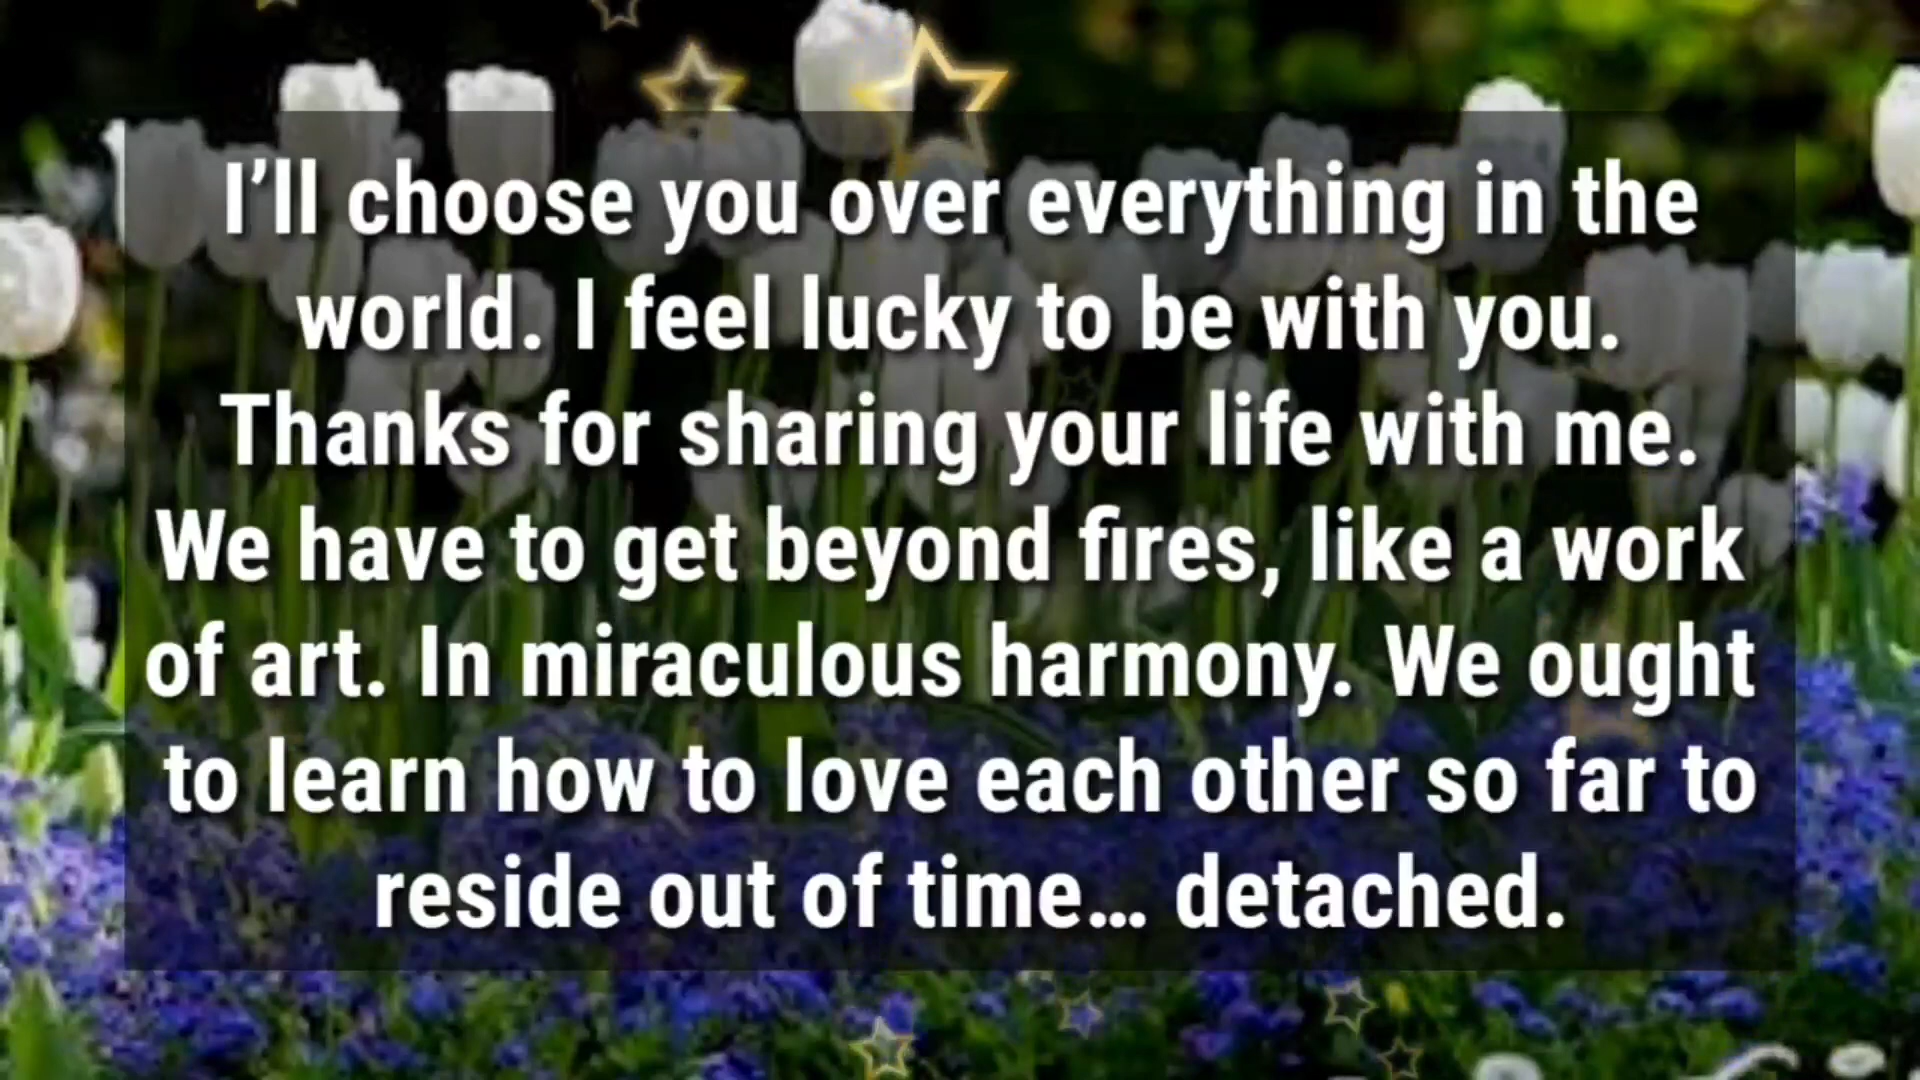 I’ll choose you over everything in the
world. I feel lucky to be with you.
Thanks for sharing your life with me.
We have to get beyond fires, like a work
of art. In miraculous harmony. We ought
to learn how to love each other so far to
reside out of time… detached.